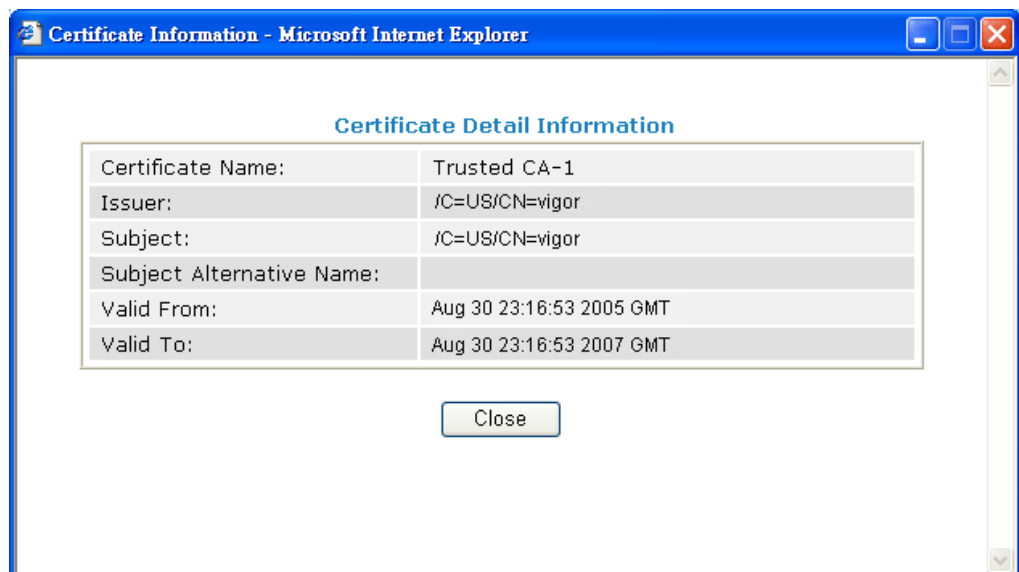 Certificate Information - Microsoft Internet Explorer
Certificate Detail Information
Certificate Name: Trusted CA-1
Issuer: /C=US/CN=vigor
Subject: /C=US/CN=vigor
Subject Alternative Name:
Valid From: Aug 30 23:16:53 2005 GMT
Valid To: Aug 30 23:16:53 2007 GMT
Close